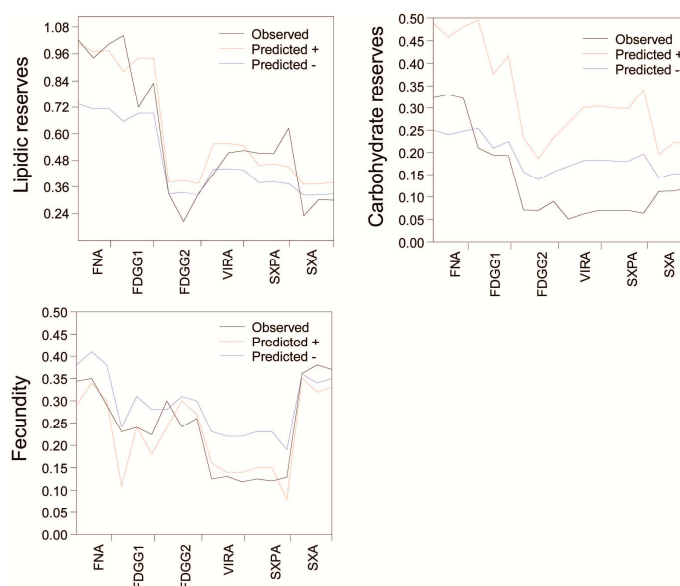 Lipidic reserves
1.08
0.96
0.84
0.72
0.60
0.48
0.36
0.24
Observed
Predicted +
Predicted -
FNA
FDGG1
FDGG2
VIRA
SXPA
SXA
Carbohydrate reserves
0.50
0.45
0.40
0.35
0.30
0.25
0.20
0.15
0.10
0.05
0.00
Observed
Predicted +
Predicted -
FNA
FDGG1
FDGG2
VIRA
SXPA
SXA
Fecundity
0.50
0.45
0.40
0.35
0.30
0.25
0.20
0.15
0.10
0.05
0.00
Observed
Predicted +
Predicted -
FNA
FDGG1
FDGG2
VIRA
SXPA
SXA